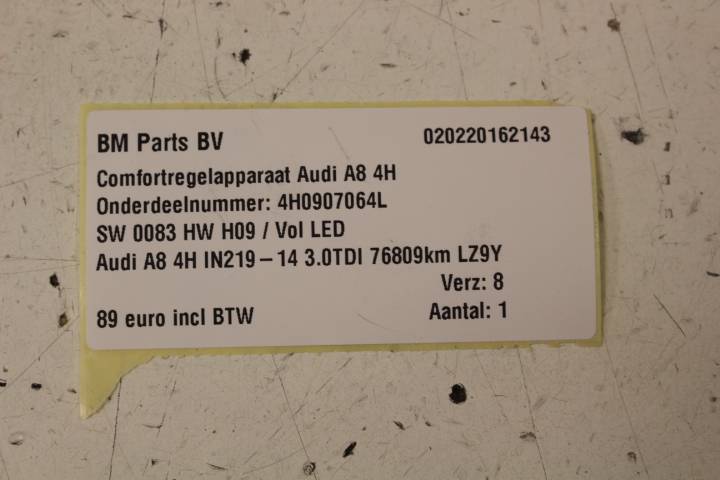 BM Parts BV 020220162143
Comfortregelapparaat Audi A8 4H
Onderdeelnummer: 4H0907064L
SW 0083 HW H09 / Vol LED
Audi A8 4H IN219 – 14 3.0TDI 76809km LZ9Y
Verz: 8
89 euro incl BTW Aantal: 1